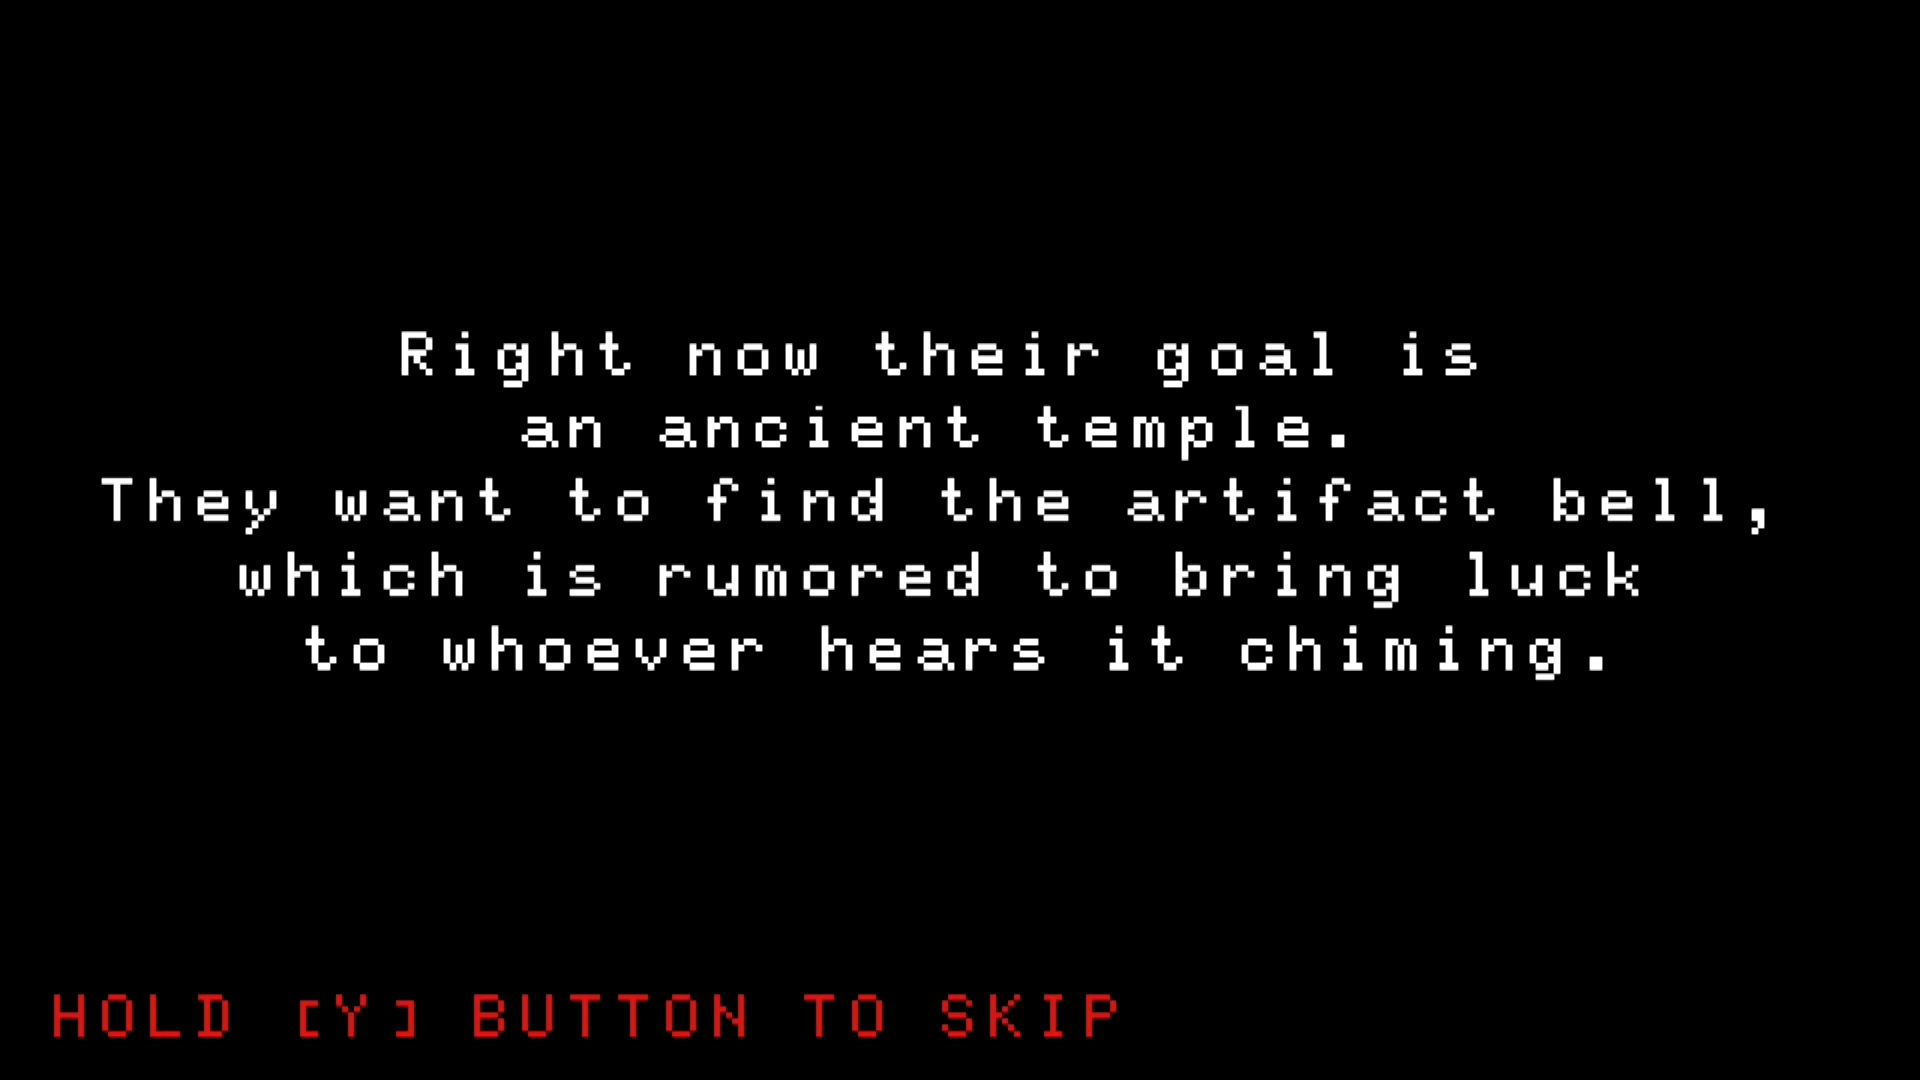 Right now their goal is
an ancient temple.
They want to find the artifact bell,
which is rumored to bring luck
to whoever hears it chiming.
HOLD [Y] BUTTON TO SKIP